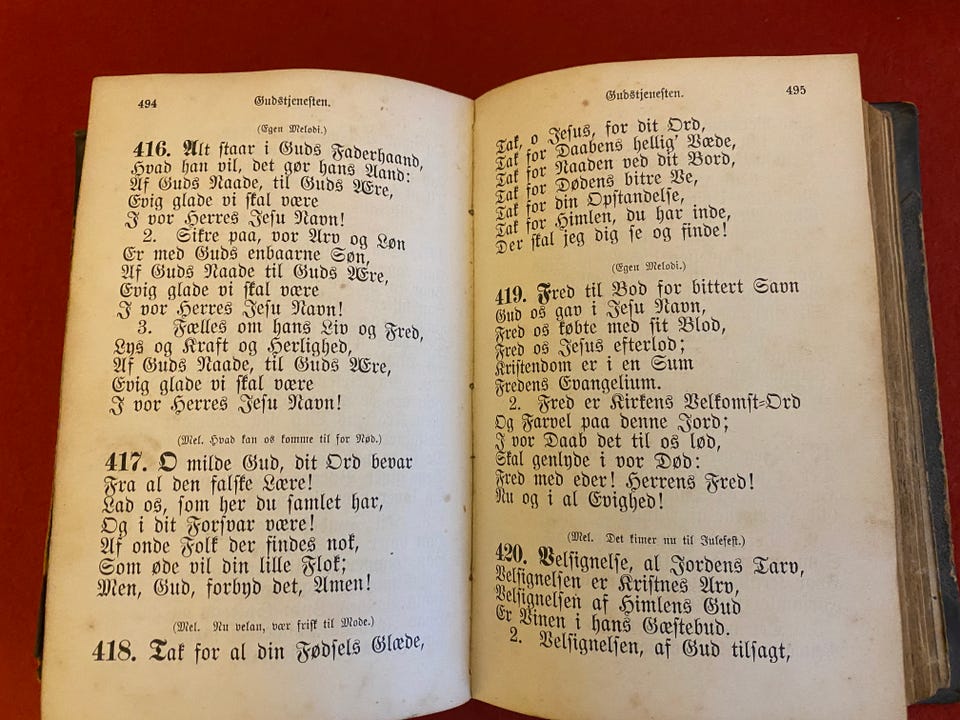 494
Gudstjenesten.
(Egen Melodi.)
416. Alt staar i Guds Faderhaand,
Hvad han vil, det gør hans Aand:
Af Guds Naade, til Guds Ære,
Evig glade vi skal være
I vor Herres Jesu Navn!
2. Sikre paa, vor Arv og Løn
Er med Guds enbaarne Søn,
Af Guds Naade til Guds Ære,
Evig glade vi skal være
I vor Herres Jesu Navn!
3. Fælles om hans Liv og Fred,
Lys og Kraft og Herlighed,
Af Guds Naade, til Guds Ære,
Evig glade vi skal være
I vor Herres Jesu Navn!
(Mel. Hvad kan os komme til for Nød.)
417. O milde Gud, dit Ord bevar
Fra al den falske Lære!
Lad os, som her du samlet har,
Og i dit Forsvar være!
Af onde Folk der findes nok,
Som øde vil din lille Flok;
Men, Gud, forbyd det, Amen!
(Mel. Nu velan, vær frisk til Mode.)
418. Tak for al din Fødsels Glæde,
Gudstjenesten.
495
Tak, o Jesus, for dit Ord,
Tak for Daabens hellig' Væde,
Tak for Naaden ved dit Bord,
Tak for Dødens bitre Ve,
Tak for din Opstandelse,
Tak for Himlen, du har inde,
Der skal jeg dig se og finde!
(Egen Melodi.)
419. Fred til Bod for bittert Savn
Gud os gav i Jesu Navn,
Fred os købte med sit Blod,
Fred os Jesus efterlod;
Kristendom er i en Sum
Fredens Evangelium.
2. Fred er Kirkens Velkomst-Ord
Og Farvel paa denne Jord;
I vor Daab det til os lød,
Skal genlyde i vor Død:
Fred med eder! Herrens Fred!
Nu og i al Evighed!
(Mel. Det kimer nu til Julefest.)
420. Velsignelse, al Jordens Tarv,
Velsignelsen er Kristnes Arv,
Velsignelsen af Himlens Gud
Er Vinen i hans Gæstebud.
2. Velsignelsen, af Gud tilsagt,